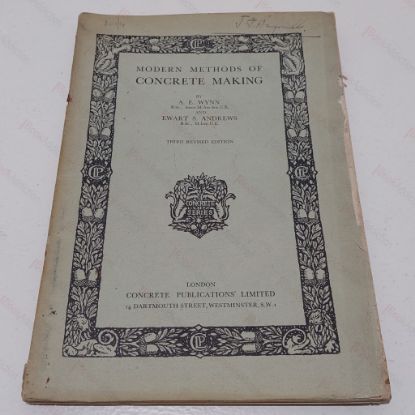 MODERN METHODS OF
CONCRETE MAKING
BY
A. E. WYNN
AND
EWART S. ANDREWS
THIRD REVISED EDITION
CONCRETE
SERIES
LONDON
CONCRETE PUBLICATIONS LIMITED
14 DARTMOUTH STREET, WESTMINSTER, S.W.1